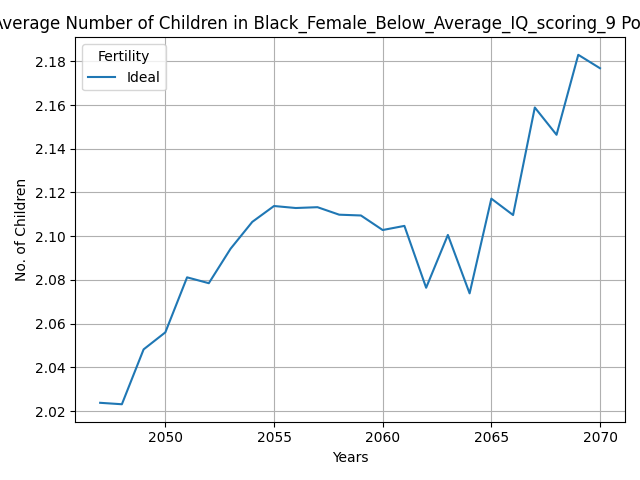 Average Number of Children in Black_Female_Below_Average_IQ_scoring_9 Po
Fertility
Ideal
No. of Children
2.18
2.16
2.14
2.12
2.10
2.08
2.06
2.04
2.02
2050 2055 2060 2065 2070
Years